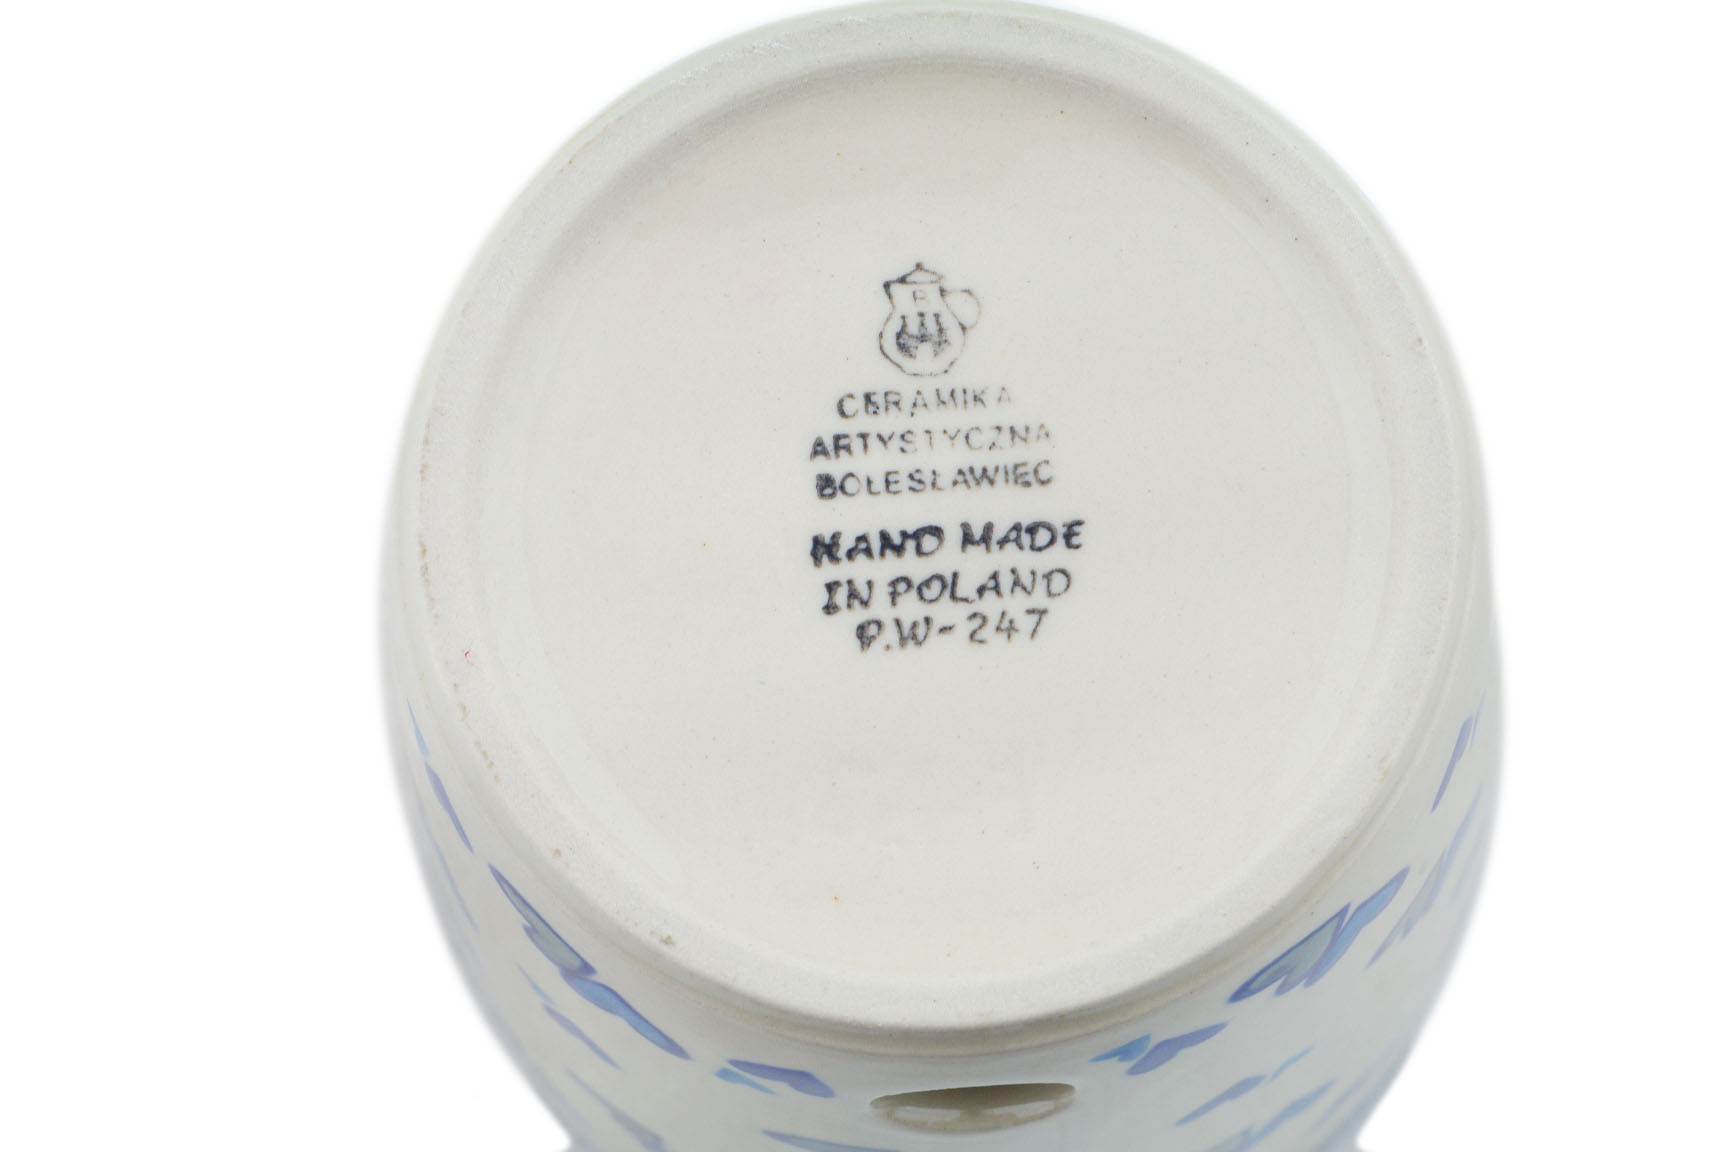 B
CERAMIKA
ARTYSTYCZNA
BOLESŁAWIEC
HAND MADE
IN POLAND
P.W-247